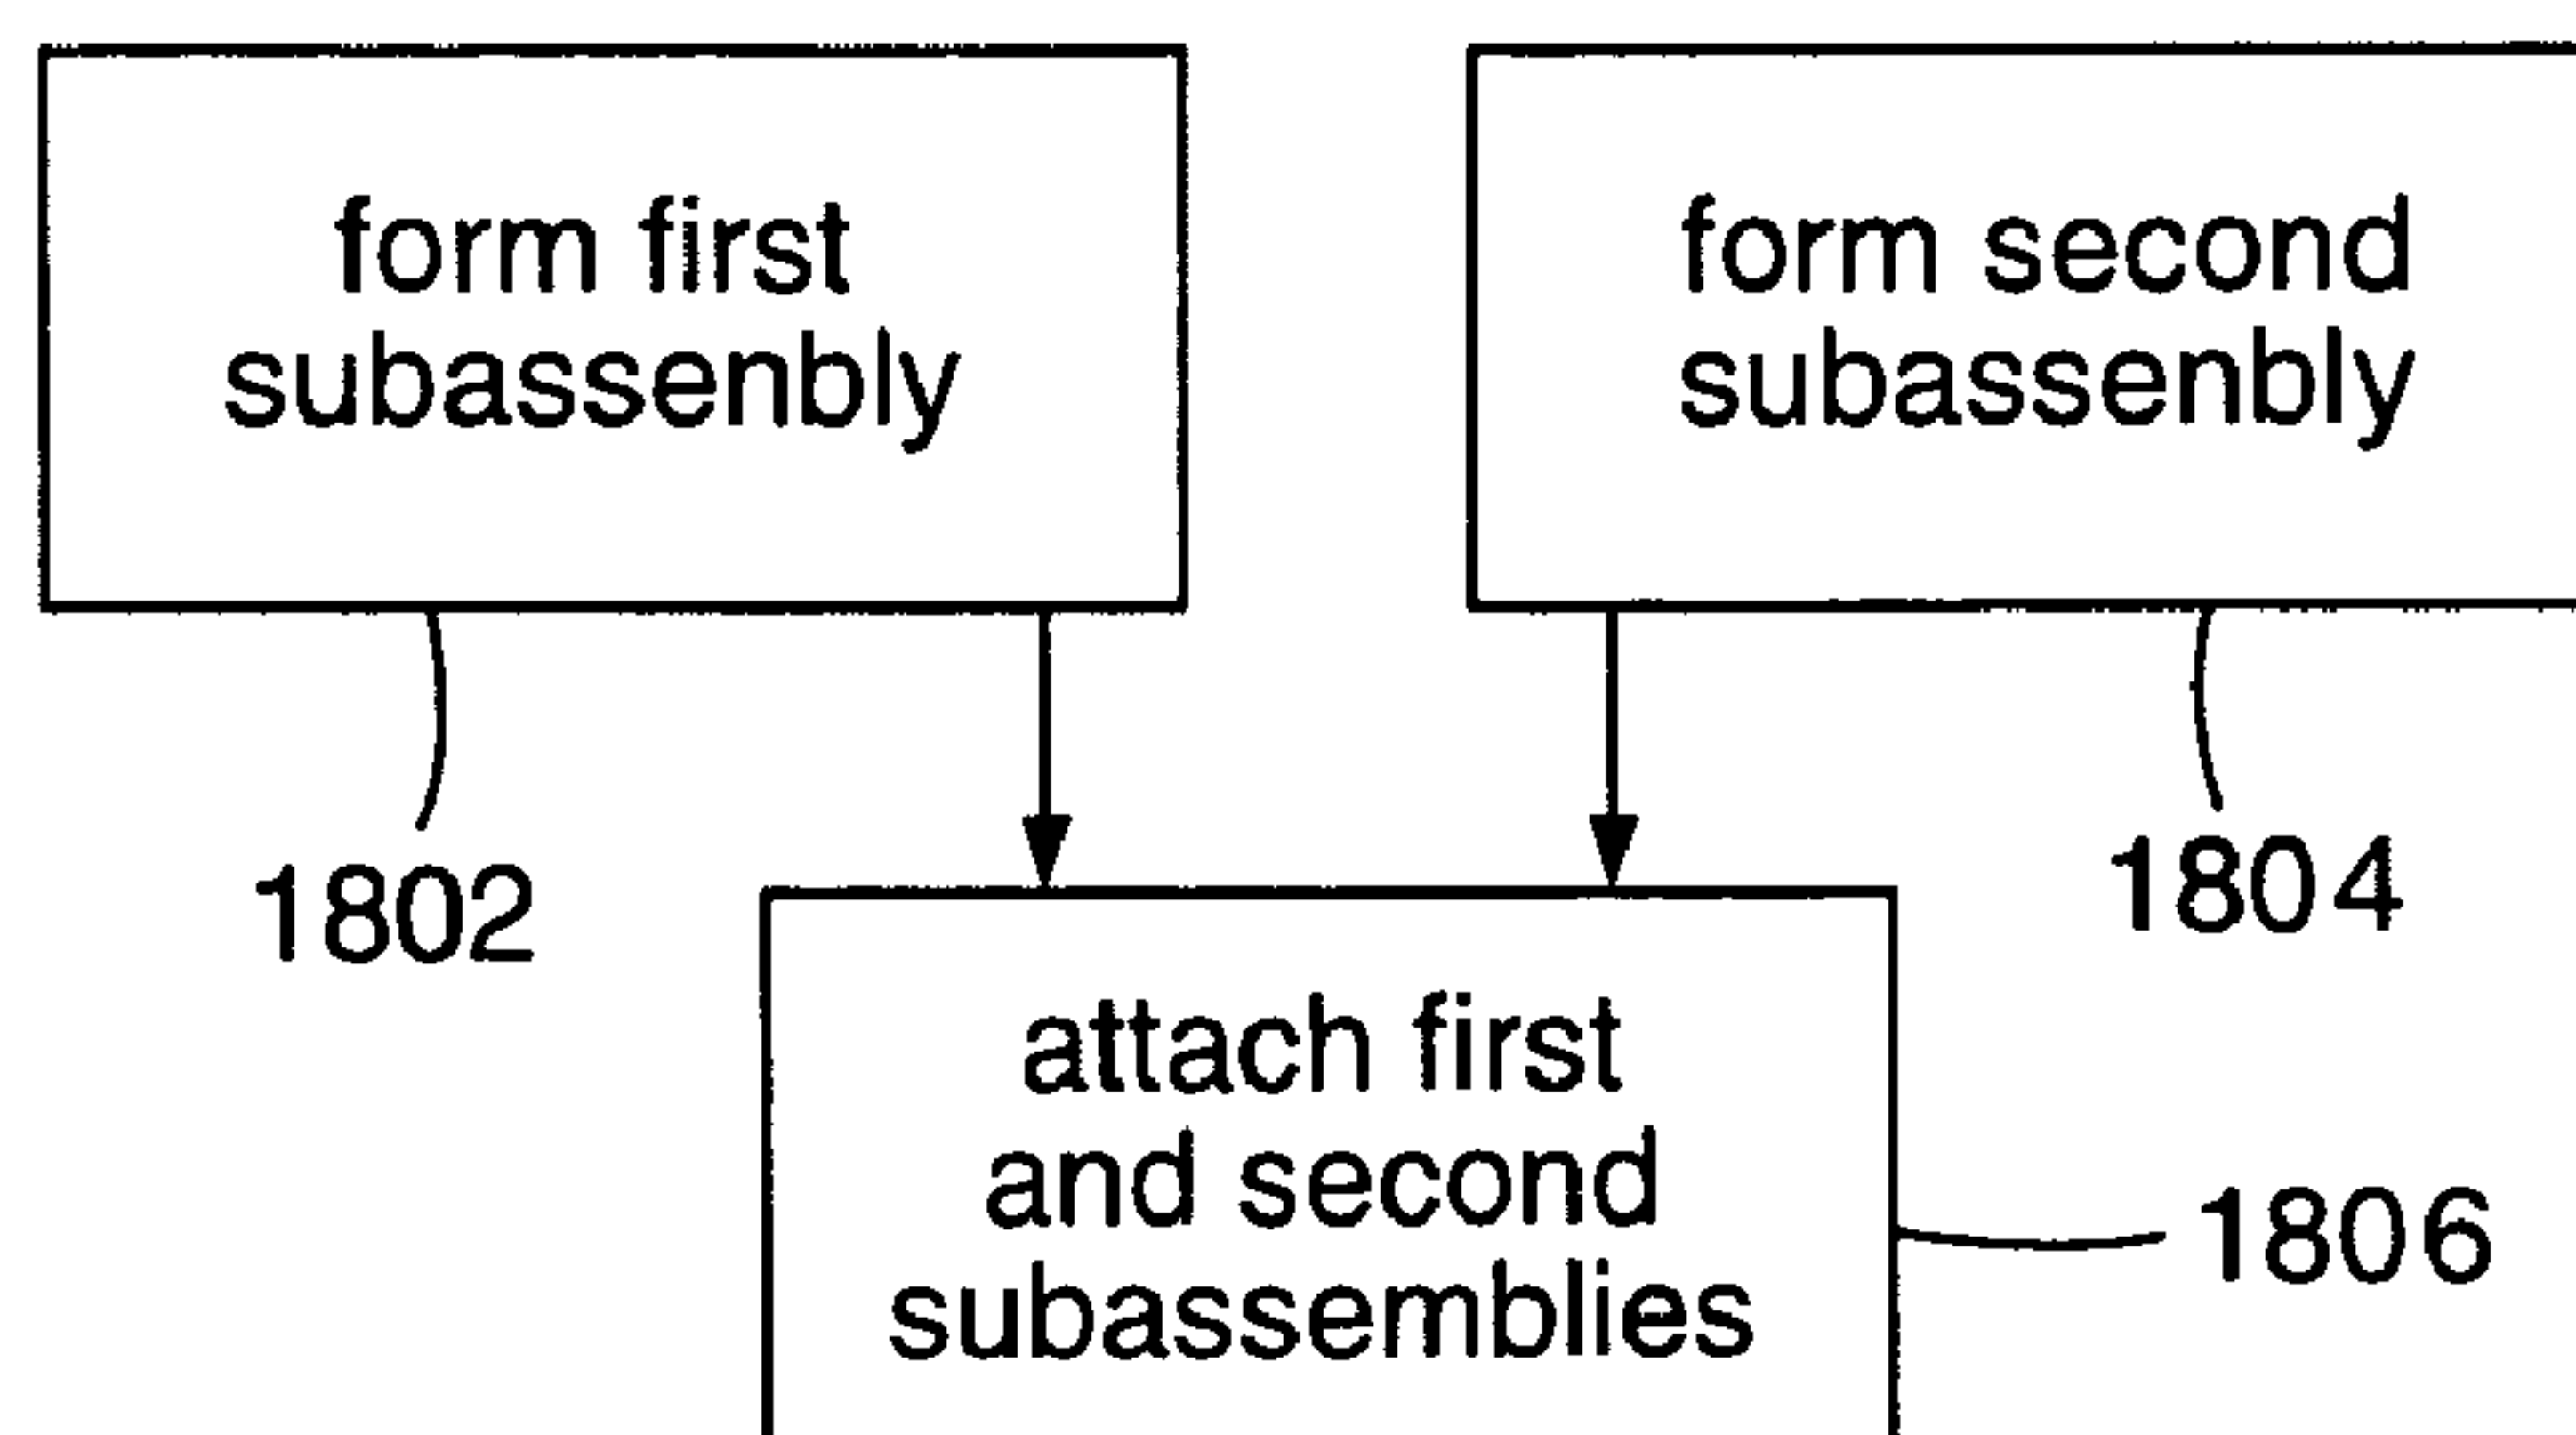 form first
subassenbly
form second
subassenbly
1802
1804
attach first
and second
subassemblies
1806